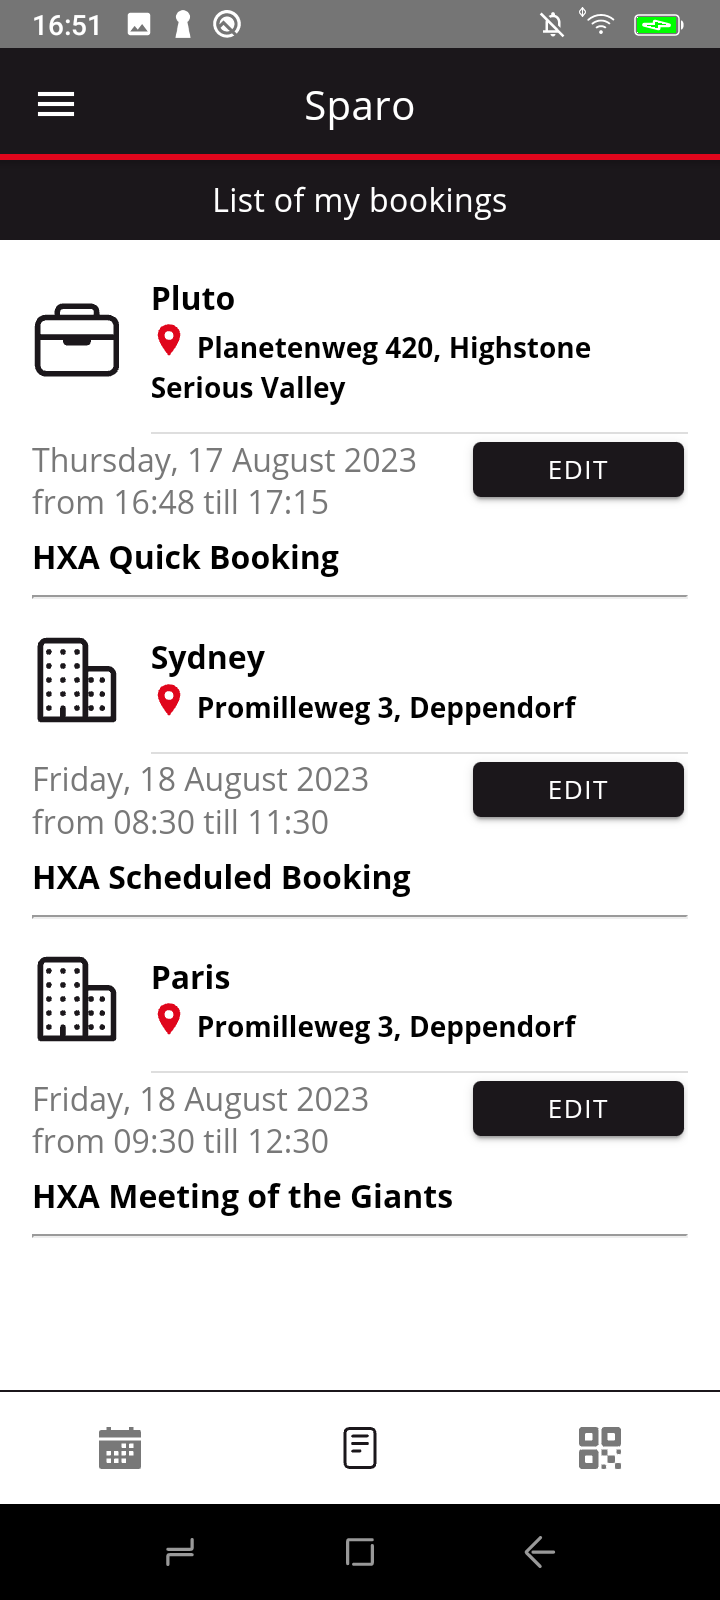 16:51
Sparo
List of my bookings
Pluto
Planetenweg 420, Highstone
Serious Valley
Thursday, 17 August 2023
from 16:48 till 17:15
EDIT
HXA Quick Booking
Sydney
Promilleweg 3, Deppendorf
Friday, 18 August 2023
from 08:30 till 11:30
EDIT
HXA Scheduled Booking
Paris
Promilleweg 3, Deppendorf
Friday, 18 August 2023
from 09:30 till 12:30
EDIT
HXA Meeting of the Giants